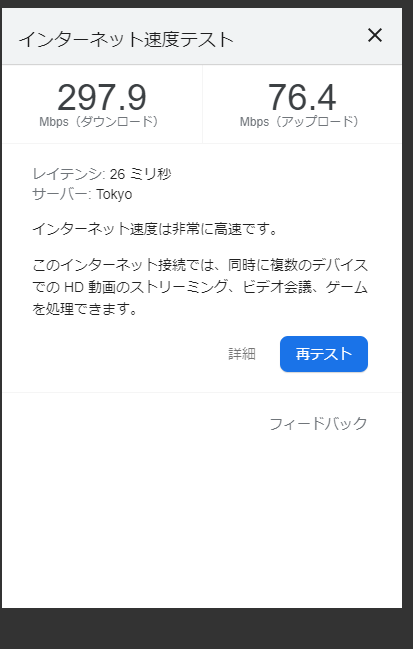 インターネット速度テスト
297.9
76.4
Mbps（ダウンロード）
Mbps（アップロード）
レイテンシ: 26 ミリ秒
サーバー: Tokyo
インターネット速度は非常に高速です。
このインターネット接続では、同時に複数のデバイス
での HD 動画のストリーミング、ビデオ会議、ゲーム
を処理できます。
詳細
再テスト
フィードバック